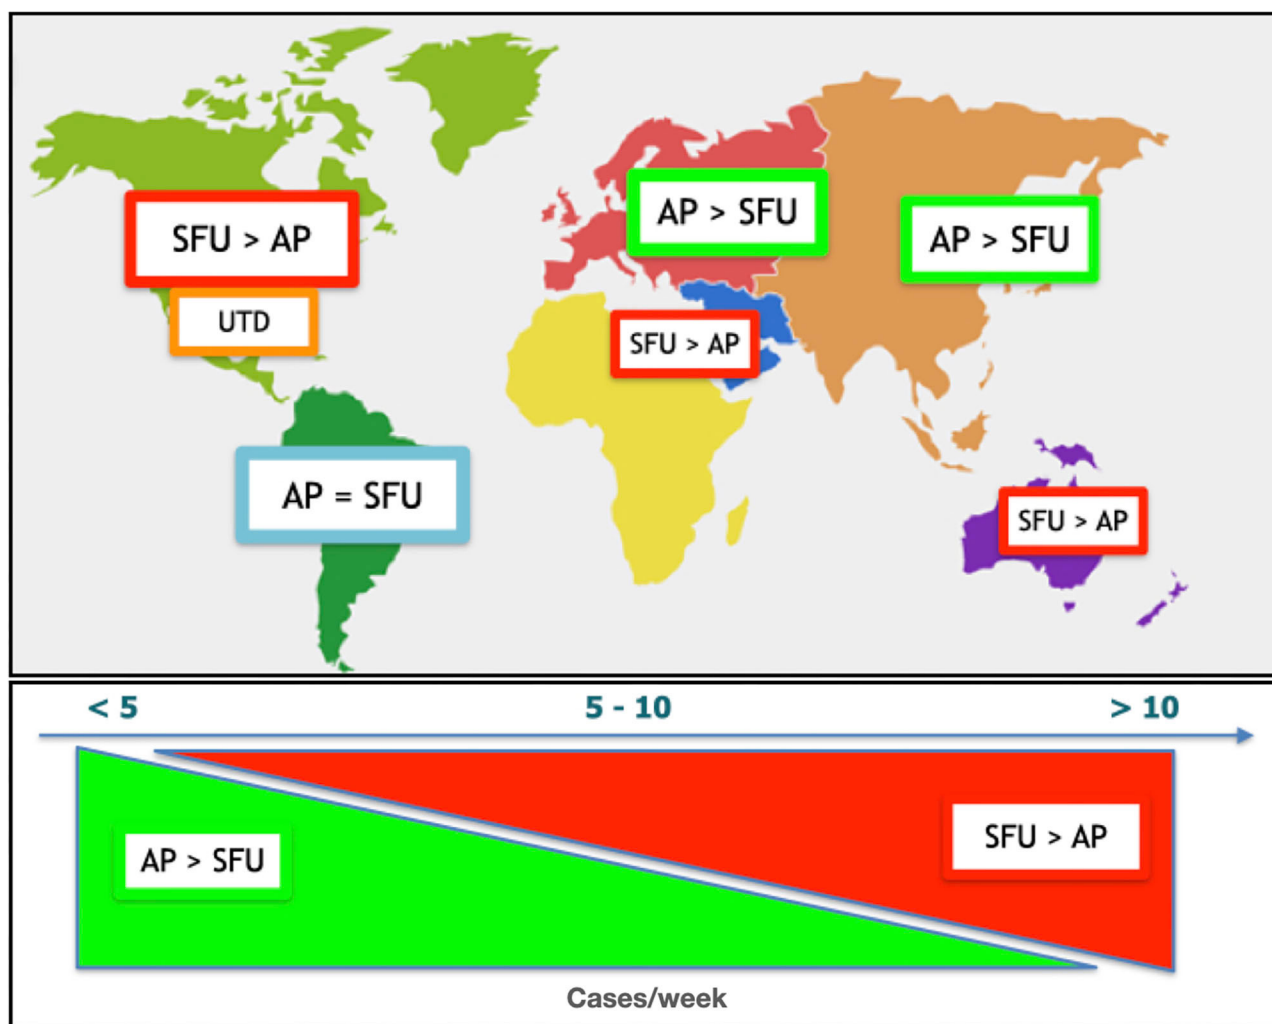 SFU > AP
AP > SFU
AP > SFU
UTD
SFU > AP
AP = SFU
SFU > AP
< 5
5 - 10
> 10
AP > SFU
SFU > AP
Cases/week